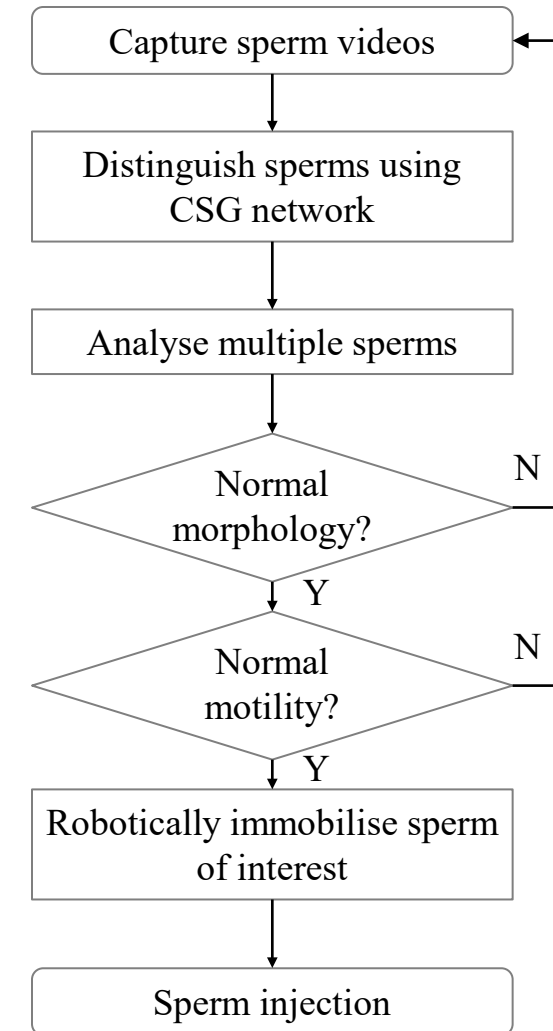 Capture sperm videos
Distinguish sperms using
CSG network
Analyse multiple sperms
N
Normal
morphology?
Y
N
Normal
motility?
Y
Robotically immobilise sperm
of interest
Sperm injection